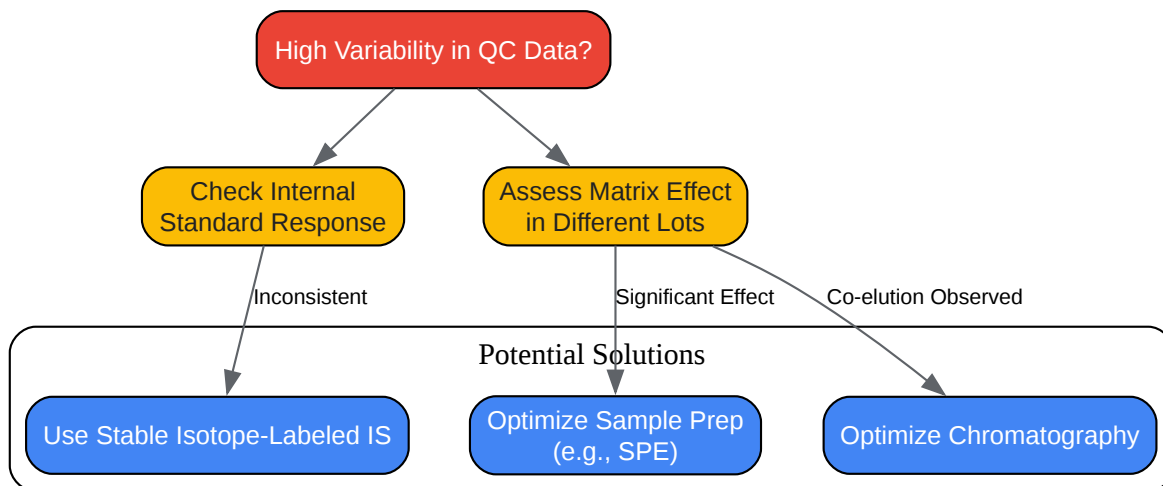 High Variability in QC Data?
Check Internal
Standard Response
Assess Matrix Effect
in Different Lots
Inconsistent
Significant Effect
Co-elution Observed
Potential Solutions
Use Stable Isotope-Labeled IS
Optimize Sample Prep
(e.g., SPE)
Optimize Chromatography